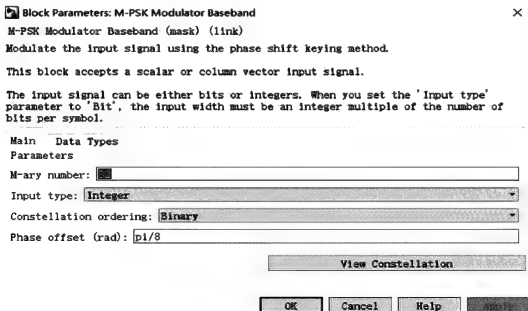 Block Parameters: M-PSK Modulator Baseband
M-PSK Modulator Baseband (mask) (link)
Modulate the input signal using the phase shift keying method.
This block accepts a scalar or column vector input signal.
The input signal can be either bits or integers. When you set the 'Input type'
parameter to 'Bit', the input width must be an integer multiple of the number of
bits per symbol.
Main Data Types
Parameters
M-ary number:
Input type: Integer
Constellation ordering: Binary
Phase offset (rad): pi/8
View Constellation
OK Cancel Help Apply